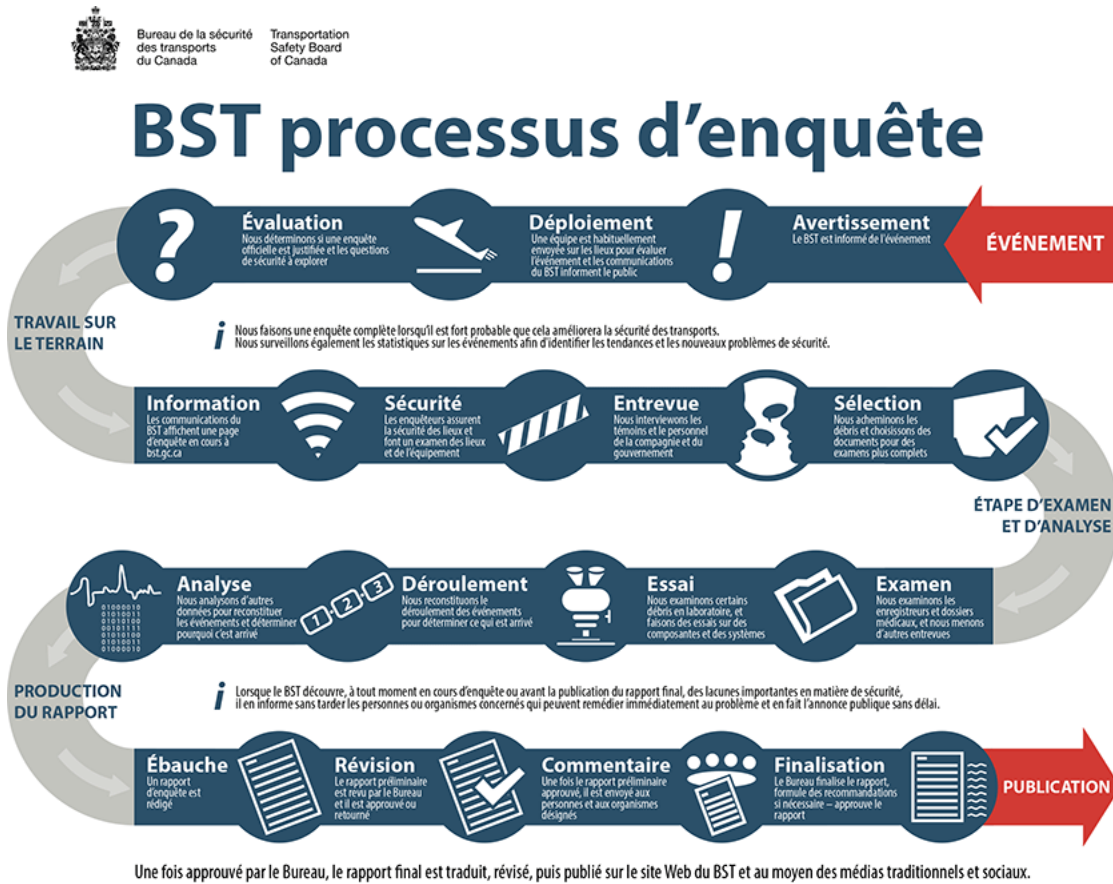 Bureau de la sécurité
des transports
du Canada
Transportation
Safety Board
of Canada
BST processus d'enquête
ÉVÉNEMENT
Avertissement
Le BST est informé de l'événement
!
Déploiement
Une équipe est habituellement
envoyée sur les lieux pour évaluer
l'événement et les communications
du BST informent le public
Évaluation
Nous déterminons si une enquête
officielle est justifiée et les questions
de sécurité à explorer
?
TRAVAIL SUR
LE TERRAIN
i
Nous faisons une enquête complète lorsqu'il est fort probable que cela améliorera la sécurité des transports.
Nous surveillons également les statistiques sur les événements afin d'identifier les tendances et les nouveaux problèmes de sécurité.
Information
Les communications du
BST affichent une page
d'enquête en cours à
bst.gc.ca
Sécurité
Les enquêteurs assurent
la sécurité des lieux et
font un examen des lieux
et de l'équipement
Entrevue
Nous interviewons les
témoins et le personnel
de la compagnie et du
gouvernement
Sélection
Nous acheminons les
débris et choisissons des
documents pour des
examens plus complets
ÉTAPE D'EXAMEN
ET D'ANALYSE
Examen
Nous examinons les
enregistreurs et dossiers
médicaux, et nous menons
d'autres entrevues
Essai
Nous examinons certains
débris en laboratoire, et
faisons des essais sur des
composantes et des systèmes
Déroulement
Nous reconstituons le
déroulement des événements
pour déterminer ce qui est arrivé
1 2 3
Analyse
Nous analysons d'autres
données pour reconstituer
les événements et déterminer
pourquoi c'est arrivé
01000010
01010011
01010100
00101111
01010100
01010011
01000010
PRODUCTION
DU RAPPORT
i
Lorsque le BST découvre, à tout moment en cours d'enquête ou avant la publication du rapport final, des lacunes importantes en matière de sécurité,
il en informe sans tarder les personnes ou organismes concernés qui peuvent remédier immédiatement au problème et en fait l'annonce publique sans délai.
Ébauche
Un rapport
d'enquête est
rédigé
Révision
Le rapport préliminaire
est revu par le Bureau
et il est approuvé ou
retourné
Commentaire
Une fois le rapport préliminaire
approuvé, il est envoyé aux
personnes et aux organismes
désignés
Finalisation
Le Bureau finalise le rapport,
formule des recommandations
si nécessaire – approuve le
rapport
PUBLICATION
Une fois approuvé par le Bureau, le rapport final est traduit, révisé, puis publié sur le site Web du BST et au moyen des médias traditionnels et sociaux.